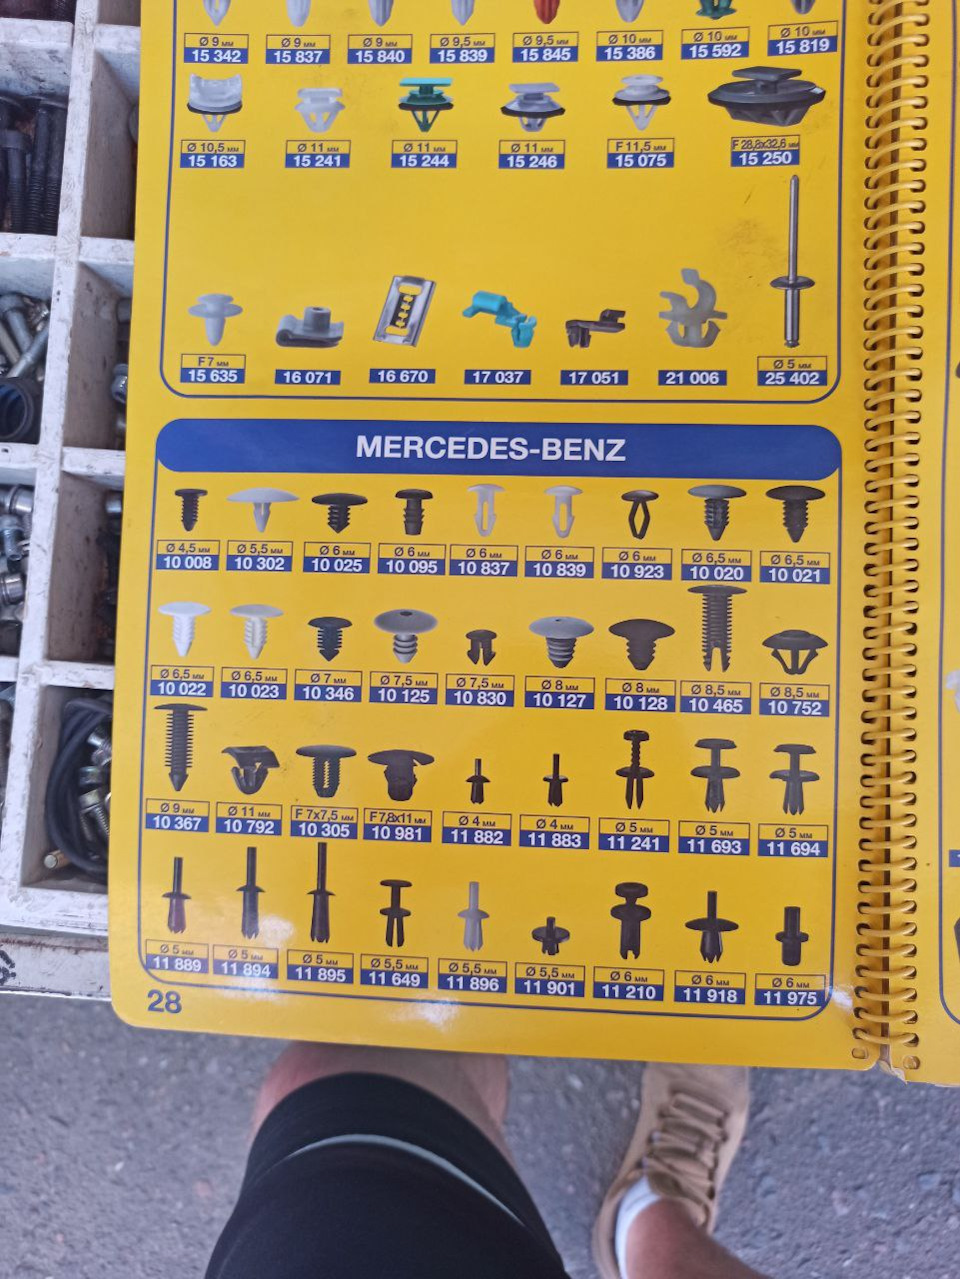 Ø 9 мм Ø 9 мм Ø 9 мм Ø 9,5 мм Ø 9,5 мм Ø 10 мм Ø 10 мм Ø 10 мм
15 342 15 837 15 840 15 839 15 845 15 386 15 592 15 819
Ø 10,5 мм Ø 11 мм Ø 11 мм Ø 11 мм F 11,5 мм F 28,8x32,6 мм
15 163 15 241 15 244 15 246 15 075 15 250
F 7 мм Ø 5 мм
15 635 16 071 16 670 17 037 17 051 21 006 25 402
MERCEDES-BENZ
Ø 4,5 мм Ø 5,5 мм Ø 6 мм Ø 6 мм Ø 6 мм Ø 6 мм Ø 6 мм Ø 6,5 мм Ø 6,5 мм
10 008 10 302 10 025 10 095 10 837 10 839 10 923 10 020 10 021
Ø 6,5 мм Ø 6,5 мм Ø 7 мм Ø 7,5 мм Ø 7,5 мм Ø 8 мм Ø 8 мм Ø 8,5 мм Ø 8,5 мм
10 022 10 023 10 346 10 125 10 830 10 127 10 128 10 465 10 752
Ø 9 мм Ø 11 мм F 7x7,5 мм F7,8x11 мм Ø 4 мм Ø 4 мм Ø 5 мм Ø 5 мм Ø 5 мм
10 367 10 792 10 305 10 981 11 882 11 883 11 241 11 693 11 694
Ø 5 мм Ø 5 мм Ø 5 мм Ø 5,5 мм Ø 5,5 мм Ø 5,5 мм Ø 6 мм Ø 6 мм Ø 6 мм
11 889 11 894 11 895 11 649 11 896 11 901 11 210 11 918 11 975
28